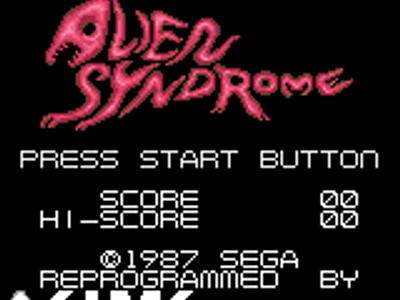 ALIEN
SYNDROME
PRESS START BUTTON
SCORE 00
HI-SCORE 00
©1987 SEGA
REPROGRAMMED BY